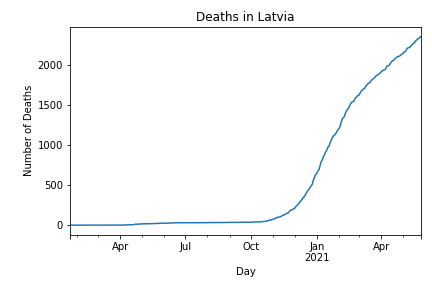 Deaths in Latvia
Number of Deaths
2000
1500
1000
500
0
Apr Jul Oct Jan Apr
2021
Day